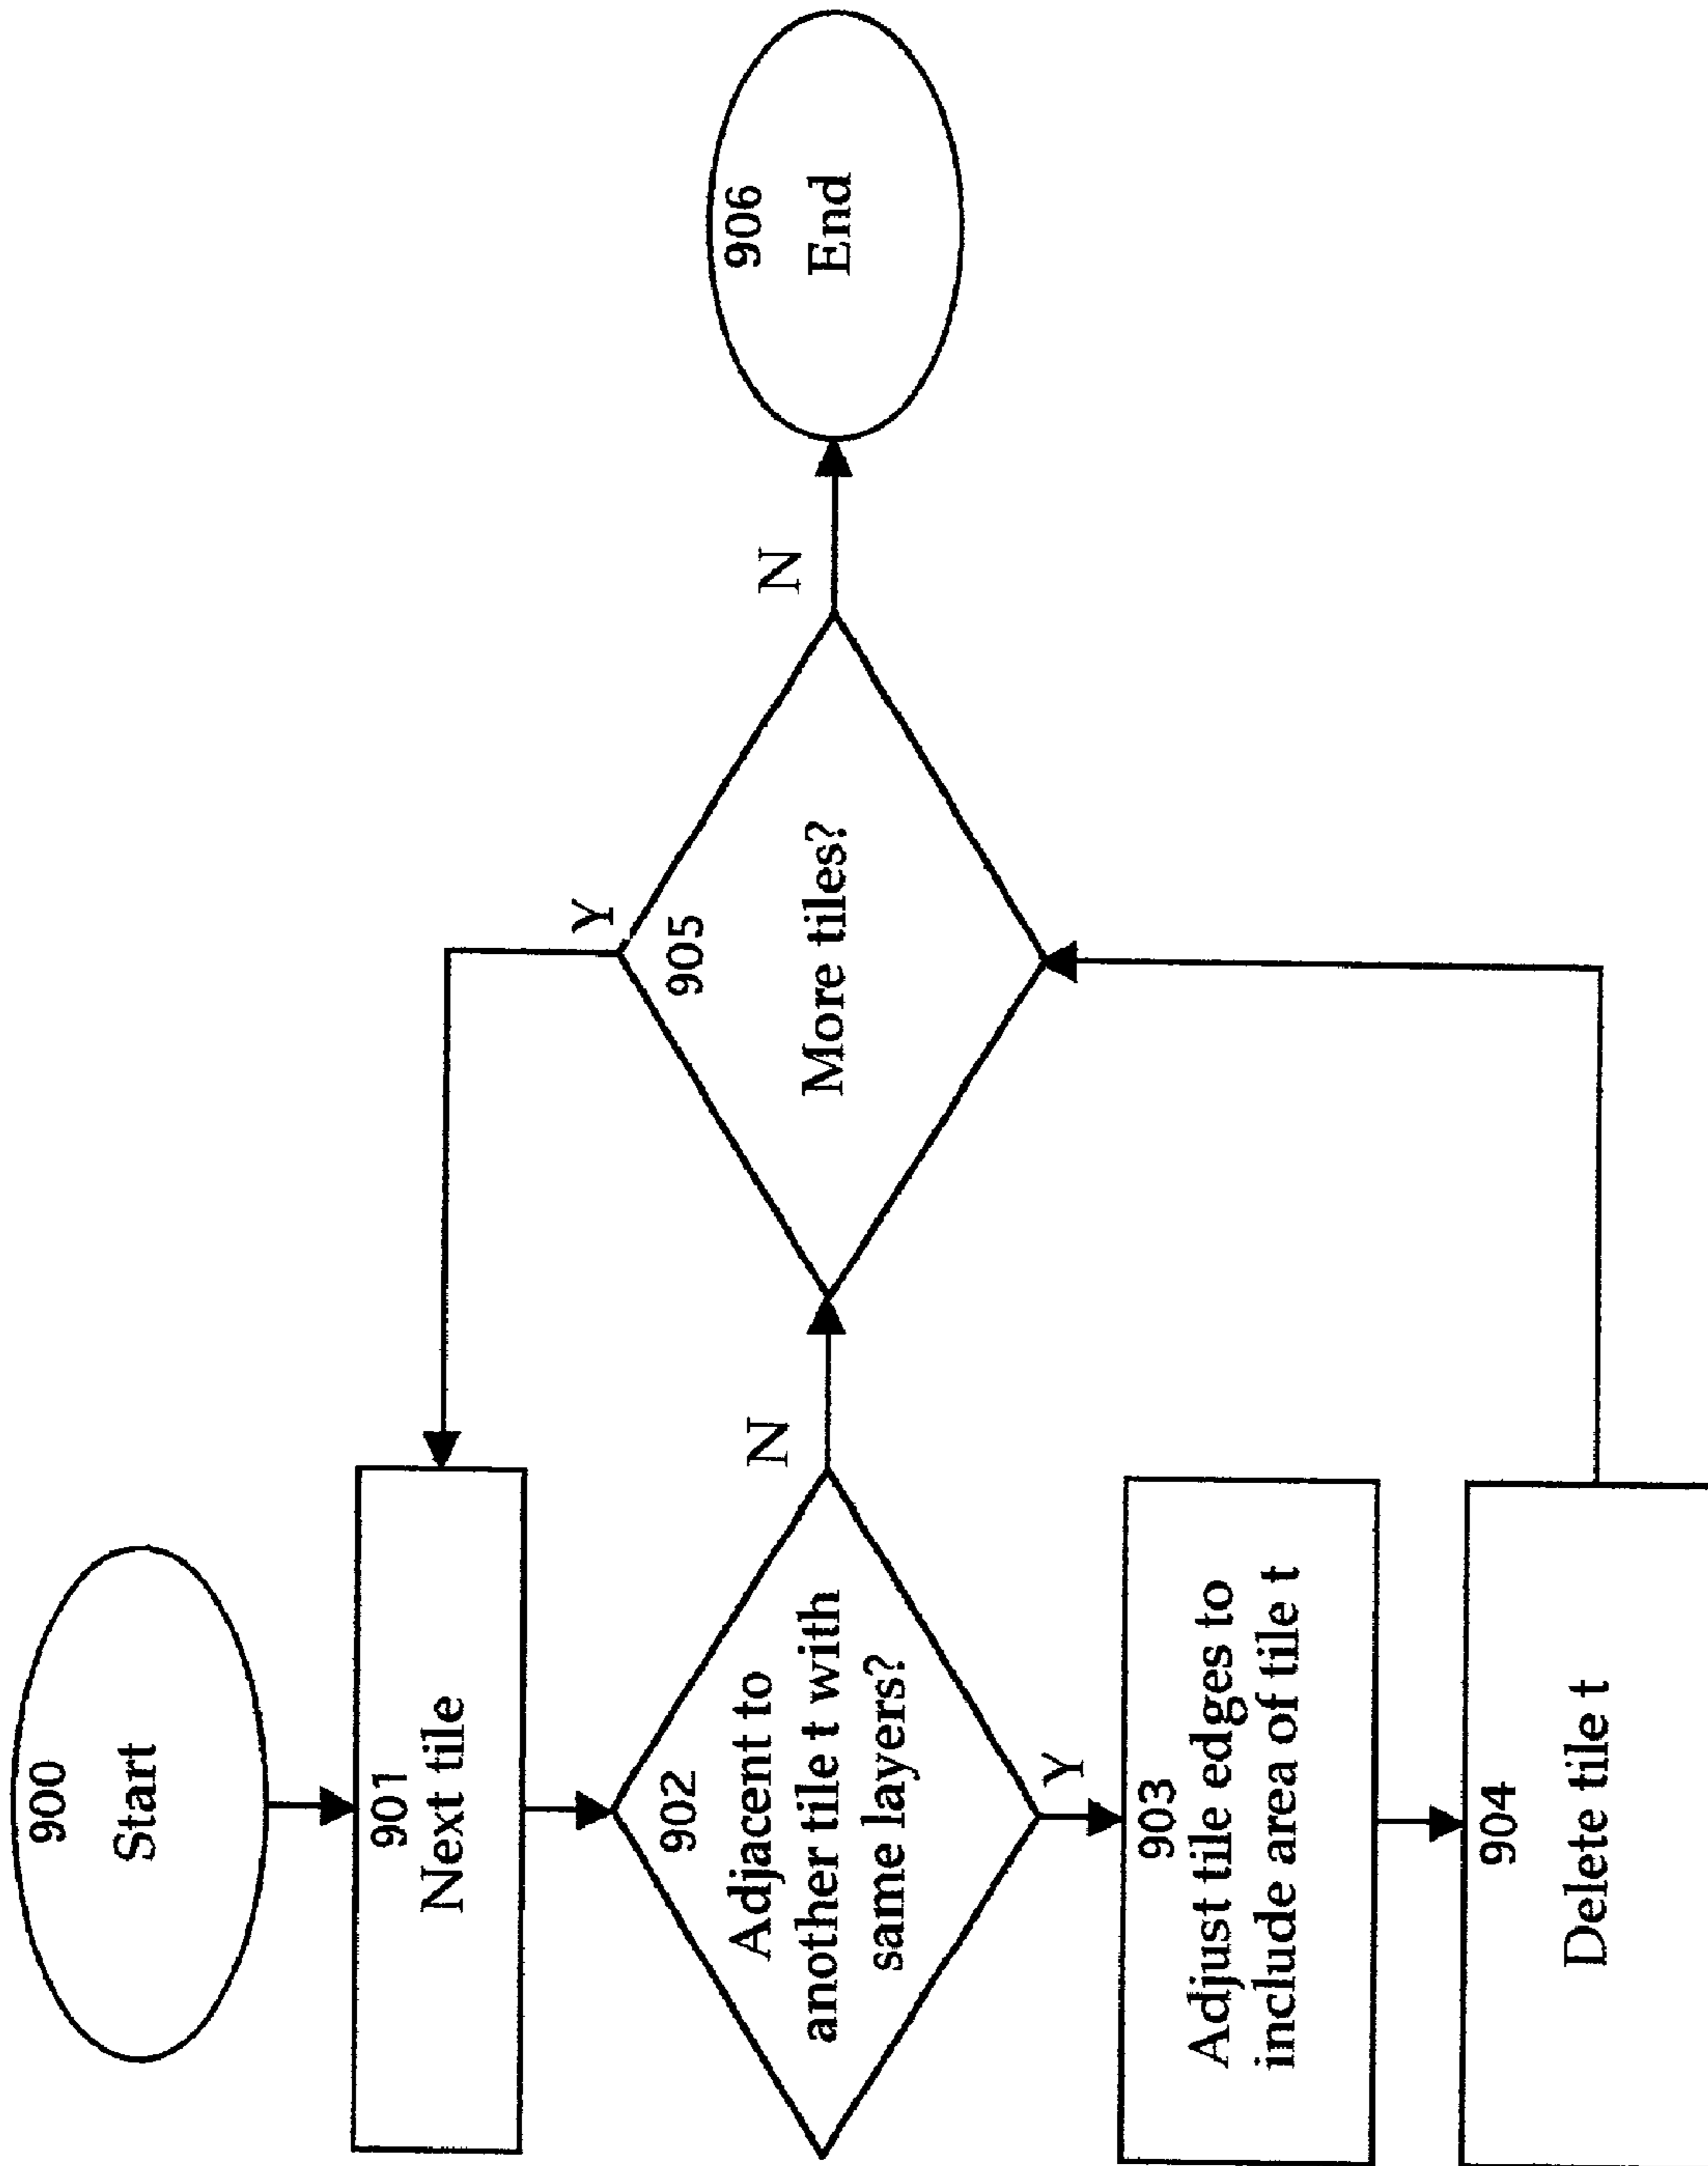 900
Start
901
Next tile
902
Adjacent to
another tile t with
same layers?
N
Y
903
Adjust tile edges to
include area of tile t
904
Delete tile t
905
More tiles?
Y
N
906
End